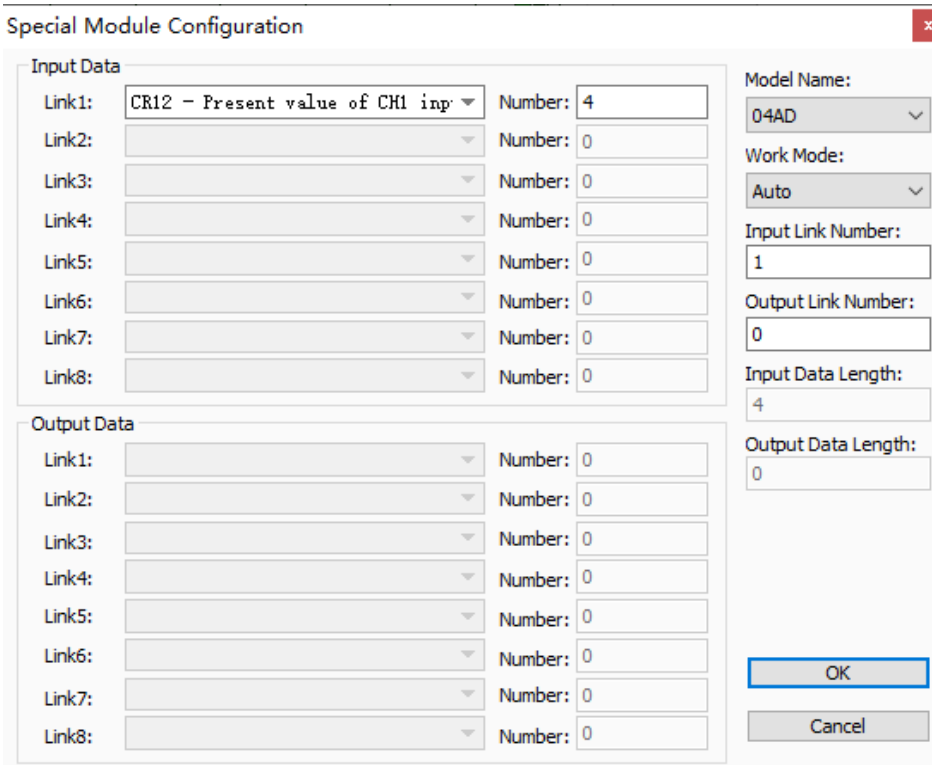 Special Module Configuration
x
Input Data
Link1: CR12 - Present value of CH1 inp Number: 4
Link2: Number: 0
Link3: Number: 0
Link4: Number: 0
Link5: Number: 0
Link6: Number: 0
Link7: Number: 0
Link8: Number: 0
Output Data
Link1: Number: 0
Link2: Number: 0
Link3: Number: 0
Link4: Number: 0
Link5: Number: 0
Link6: Number: 0
Link7: Number: 0
Link8: Number: 0
Model Name:
04AD
Work Mode:
Auto
Input Link Number:
1
Output Link Number:
0
Input Data Length:
4
Output Data Length:
0
OK
Cancel